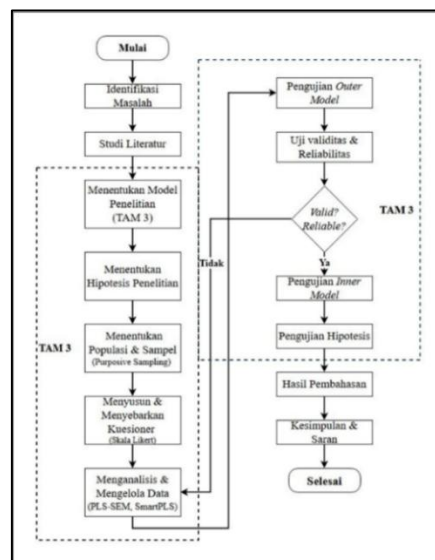 Mulai
Identifikasi
Masalah
Studi Literatur
Menentukan Model
Penelitian
(TAM 3)
Menentukan
Hipotesis Penelitian
TAM 3
Menentukan
Populasi & Sampel
(Purposive Sampling)
Menyusun &
Menyebarkan
Kuesioner
(Skala Likert)
Menganalisis &
Mengelola Data
(PLS-SEM, SmartPLS)
Pengujian Outer
Model
Uji validitas &
Reliabilitas
Valid?
Reliable?
TAM 3
Tidak
Ya
Pengujian Inner
Model
Pengujian Hipotesis
Hasil Pembahasan
Kesimpulan &
Saran
Selesai